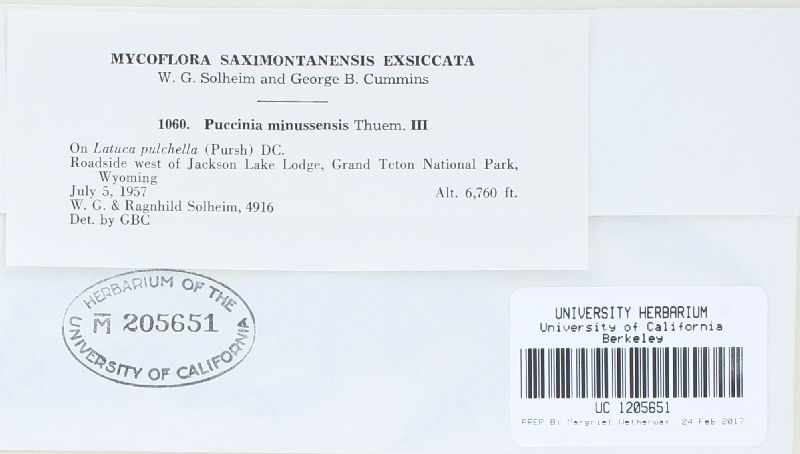 MYCOFLORA SAXIMONTANENSIS EXSICCATA
W. G. Solheim and George B. Cummins
1060. Puccinia minussensis Thuem. III
On Latuca pulchella (Pursh) DC.
Roadside west of Jackson Lake Lodge, Grand Teton National Park,
Wyoming
July 5, 1957 Alt. 6,760 ft.
W. G. & Ragnhild Solheim, 4916
Det. by GBC
HERBARIUM OF THE
M 205651
UNIVERSITY OF CALIFORNIA
UNIVERSITY HERBARIUM
University of California
Berkeley
UC 1205651
PREP BY Margriet Wetherwax, 24 Feb 2017